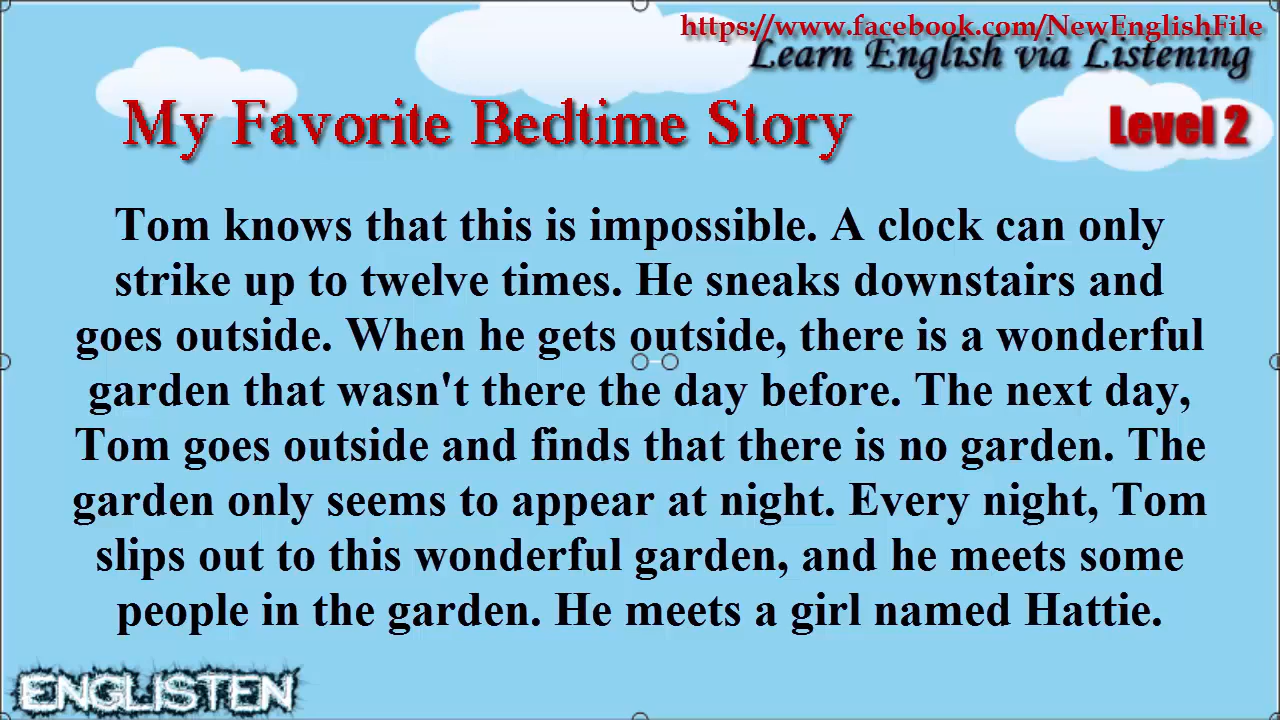 https://www.facebook.com/NewEnglishFile
Learn English via Listening
My Favorite Bedtime Story
Level 2
Tom knows that this is impossible. A clock can only
strike up to twelve times. He sneaks downstairs and
goes outside. When he gets outside, there is a wonderful
garden that wasn't there the day before. The next day,
Tom goes outside and finds that there is no garden. The
garden only seems to appear at night. Every night, Tom
slips out to this wonderful garden, and he meets some
people in the garden. He meets a girl named Hattie.
ENGLISTEN